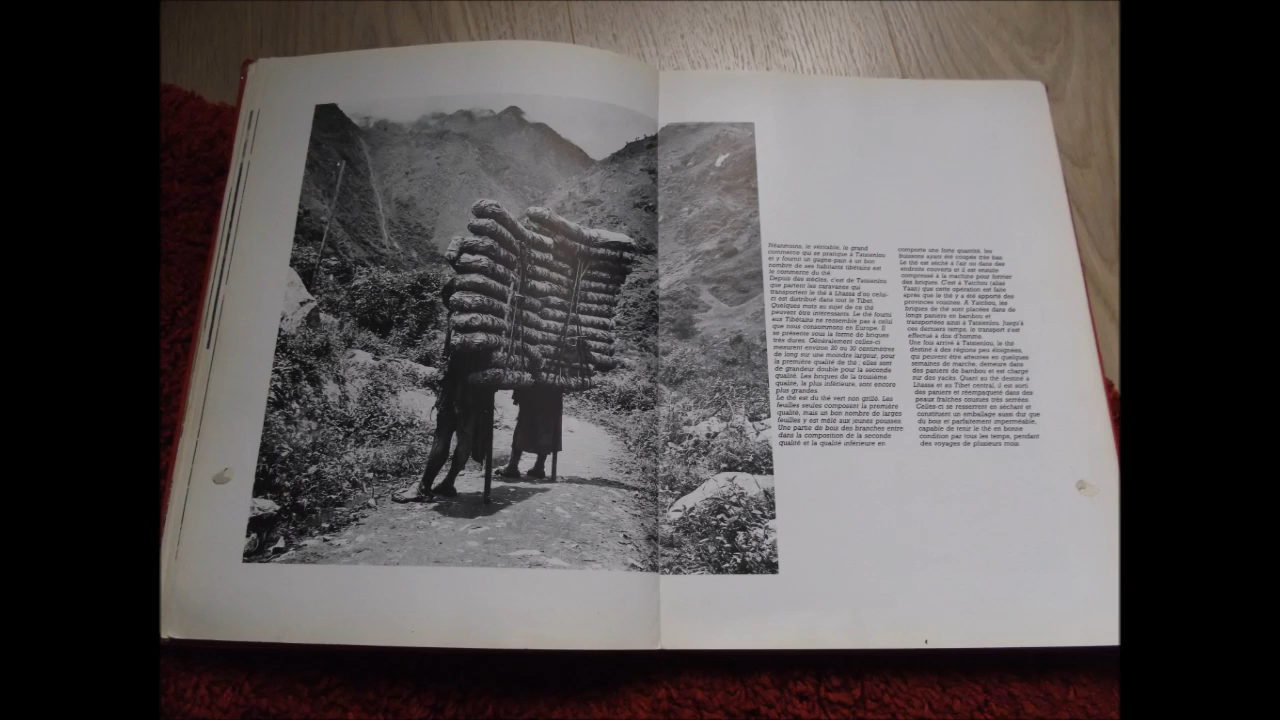 Néanmoins, le véritable, le grand
commerce qui se pratique à Tatsienlou
et y fournit un gagne-pain à un bon
nombre de ses habitants tibétains est
le commerce du thé.
Depuis des siècles, c'est de Tatsienlou
que partent les caravanes qui
transportent le thé à Lhassa d'où celui-
ci est distribué dans tout le Tibet.
Quelques mots au sujet de ce thé
peuvent être intéressants. Le thé fourni
aux Tibétains ne ressemble pas à celui
que nous consommons en Europe. Il
se présente sous la forme de briques
très dures. Généralement celles-ci
mesurent environ 20 ou 30 centimètres
de long sur une moindre largeur, pour
la première qualité de thé ; elles sont
de grandeur double pour la seconde
qualité. Les briques de la troisième
qualité, la plus inférieure, sont encore
plus grandes.
Le thé est du thé vert non grillé. Les
feuilles seules composent la première
qualité, mais un bon nombre de larges
feuilles y est mêlé aux jeunes pousses.
Une partie de bois des branches entre
dans la composition de la seconde
qualité et la qualité inférieure en
comporte une forte quantité, les
buissons ayant été coupés très bas.
Le thé est séché à l'air ou dans des
endroits couverts et il est ensuite
compressé à la machine pour former
des briques. C'est à Yatchou (alias
Yaan) que cette opération est faite
après que le thé y a été apporté des
provinces voisines. A Yatchou, les
briques de thé sont placées dans de
longs paniers en bambou et
transportées ainsi à Tatsienlou. Jusqu'à
ces derniers temps, le transport s'est
effectué à dos d'homme.
Une fois arrivé à Tatsienlou, le thé
destiné à des régions peu éloignées,
qui peuvent être atteintes en quelques
semaines de marche, demeure dans
des paniers de bambou et est chargé
sur des yacks. Quant au thé destiné à
Lhassa et au Tibet central, il est sorti
des paniers et réempaqueté dans des
peaux fraîches cousues très serrées.
Celles-ci se resserrent en séchant et
constituent un emballage aussi dur que
du bois et parfaitement imperméable,
capable de tenir le thé en bonne
condition par tous les temps, pendant
des voyages de plusieurs mois.